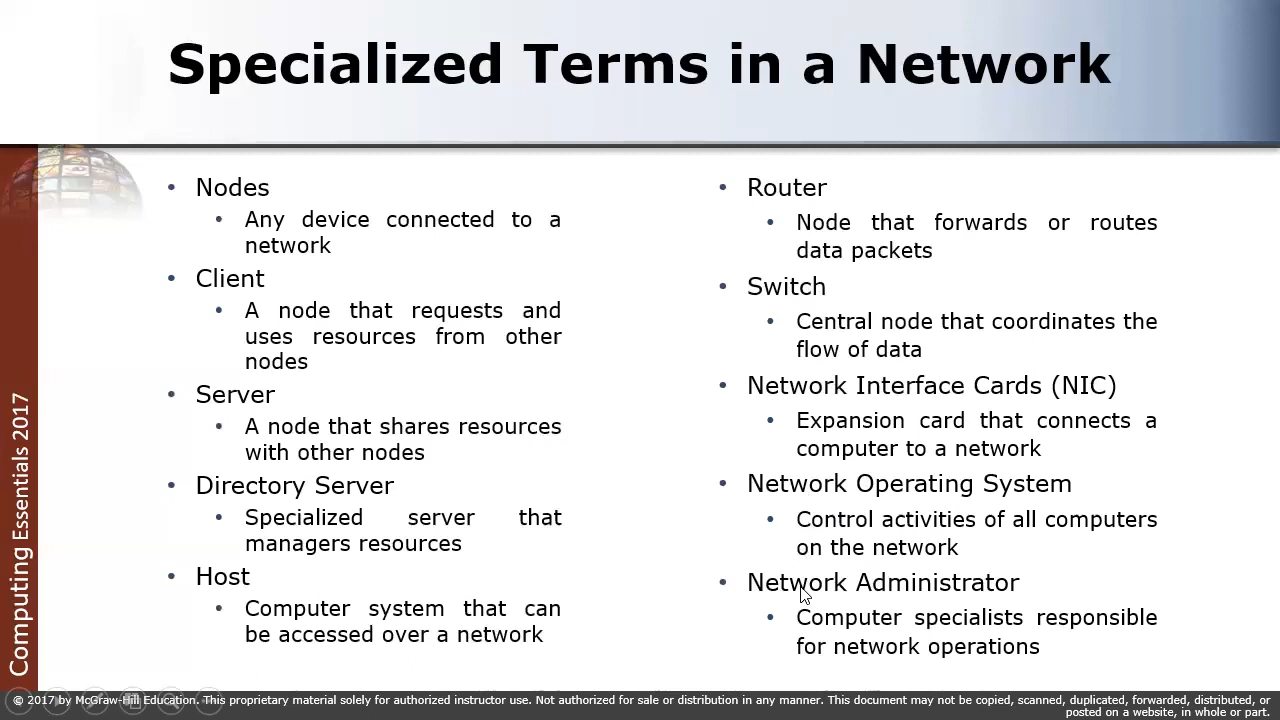 Specialized Terms in a Network
• Nodes
• Any device connected to a
network
• Client
• A node that requests and
uses resources from other
nodes
• Server
• A node that shares resources
with other nodes
• Directory Server
• Specialized server that
managers resources
• Host
• Computer system that can
be accessed over a network
• Router
• Node that forwards or routes
data packets
• Switch
• Central node that coordinates the
flow of data
• Network Interface Cards (NIC)
• Expansion card that connects a
computer to a network
• Network Operating System
• Control activities of all computers
on the network
• Network Administrator
• Computer specialists responsible
for network operations
Computing Essentials 2017
© 2017 by McGraw-Hill Education. This proprietary material solely for authorized instructor use. Not authorized for sale or distribution in any manner. This document may not be copied, scanned, duplicated, forwarded, distributed, or
posted on a website, in whole or part.